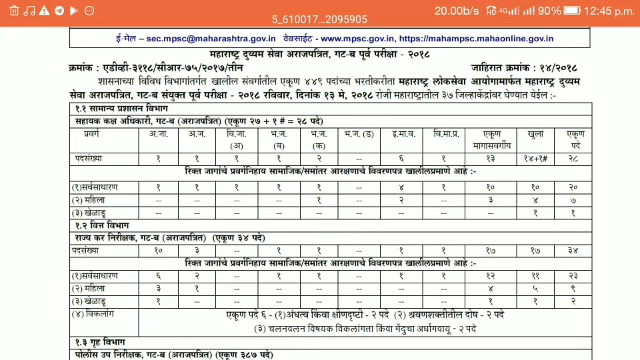 20.00b/s 4G 90% 12:45 p.m.
5_610017...2095905
ई-मेल – sec.mpsc@maharashtra.gov.in वेबसाईट - www.mpsc.gov.in, https://mahampsc.mahaonline.gov.in
महाराष्ट्र दुय्यम सेवा अराजपत्रित, गट-ब पूर्व परीक्षा - २०१८
क्रमांक : एडीव्ही-३११८/सीआर-७५/२०१७/तीन जाहिरात क्रमांक : १४/२०१८
शासनाच्या विविध विभागांतर्गत खालील संवर्गातील एकूण ४४९ पदांच्या भरतीकरीता महाराष्ट्र लोकसेवा आयोगामार्फत महाराष्ट्र दुय्यम
सेवा अराजपत्रित, गट-ब संयुक्त पूर्व परीक्षा - २०१८ रविवार, दिनांक १३ मे, २०१८ रोजी महाराष्ट्रातील ३७ जिल्हाकेंद्रांवर घेण्यात येईल :-
१.१ सामान्य प्रशासन विभाग
सहायक कक्ष अधिकारी, गट-ब (अराजपत्रित) (एकूण २७ + १ # = २८ पदे)
प्रवर्ग अ.जा. अ.ज. वि.जा. (अ) भ.ज. (ब) भ.ज. (क) भ.ज. (ड) इ.मा.व. वि.मा.प्र. एकूण मागासवर्गीय खुला एकूण पदे
पदसंख्या १ १ १ १ २ -- ६ १ १३ १४+१# २८
रिक्त जागांचे प्रवर्गनिहाय सामाजिक/समांतर आरक्षणाचे विवरणपत्र खालीलप्रमाणे आहे :-
(१)सर्वसाधारण १ १ १ १ १ -- ४ १ १० १० २०
(२) महिला -- -- -- -- १ -- २ -- ३ ४ ७
(३) खेळाडू -- -- -- -- -- -- -- -- -- १ १
१.२ वित्त विभाग
राज्य कर निरीक्षक, गट-ब (अराजपत्रित) (एकूण ३४ पदे)
पदसंख्या १० ३ -- १ १ -- १ १ १७ १७ ३४
रिक्त जागांचे प्रवर्गनिहाय सामाजिक/समांतर आरक्षणाचे विवरणपत्र खालीलप्रमाणे आहे :-
(१)सर्वसाधारण ६ २ -- १ १ -- १ १ १२ ११ २३
(२) महिला ३ १ -- -- -- -- -- -- ४ ५ ९
(३) खेळाडू १ -- -- -- -- -- -- -- १ १ २
(४) विकलांग एकूण पदे ६ - (१)अंधत्व किंवा क्षीणदृष्टी - २ पदे (२) श्रवणशक्तीतील दोष - २ पदे
(३) चलनवलन विषयक विकलांगता किंवा मेंदुचा अर्धांगवायू - २ पदे
१.३ गृह विभाग
पोलीस उप निरीक्षक, गट-ब (अराजपत्रित) (एकूण ३८७ पदे)